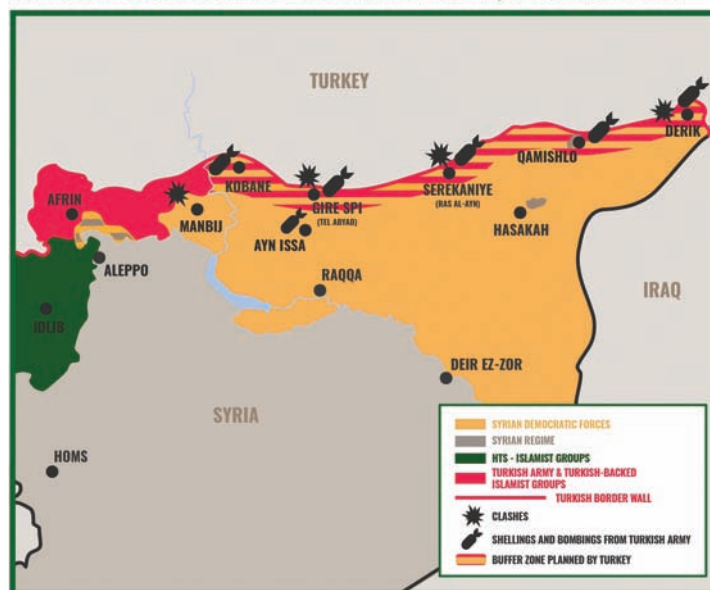 TURKEY
DERIK
QAMISHLO
KOBANE
SEREKANIYE
(RAS AL-AYN)
GIRE SPI
(TEL ABYAD)
AFRIN
MANBIJ
HASAKAH
AYN ISSA
ALEPPO
RAQQA
IRAQ
IDLIB
DEIR EZ-ZOR
SYRIA
HOMS
SYRIAN DEMOCRATIC FORCES
SYRIAN REGIME
HTS - ISLAMIST GROUPS
TURKISH ARMY & TURKISH-BACKED
ISLAMIST GROUPS
TURKISH BORDER WALL
CLASHES
SHELLINGS AND BOMBINGS FROM TURKISH ARMY
BUFFER ZONE PLANNED BY TURKEY